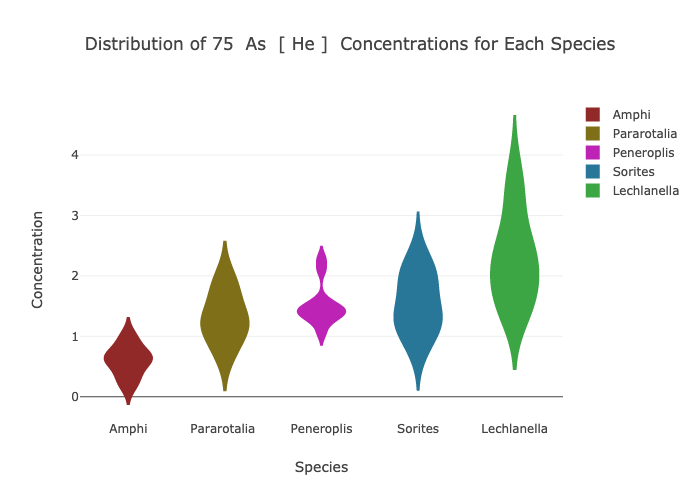 Distribution of 75  As  [ He ]  Concentrations for Each Species
Amphi
Pararotalia
Peneroplis
Sorites
Lechlanella
Concentration
4
3
2
1
0
Amphi Pararotalia Peneroplis Sorites Lechlanella
Species